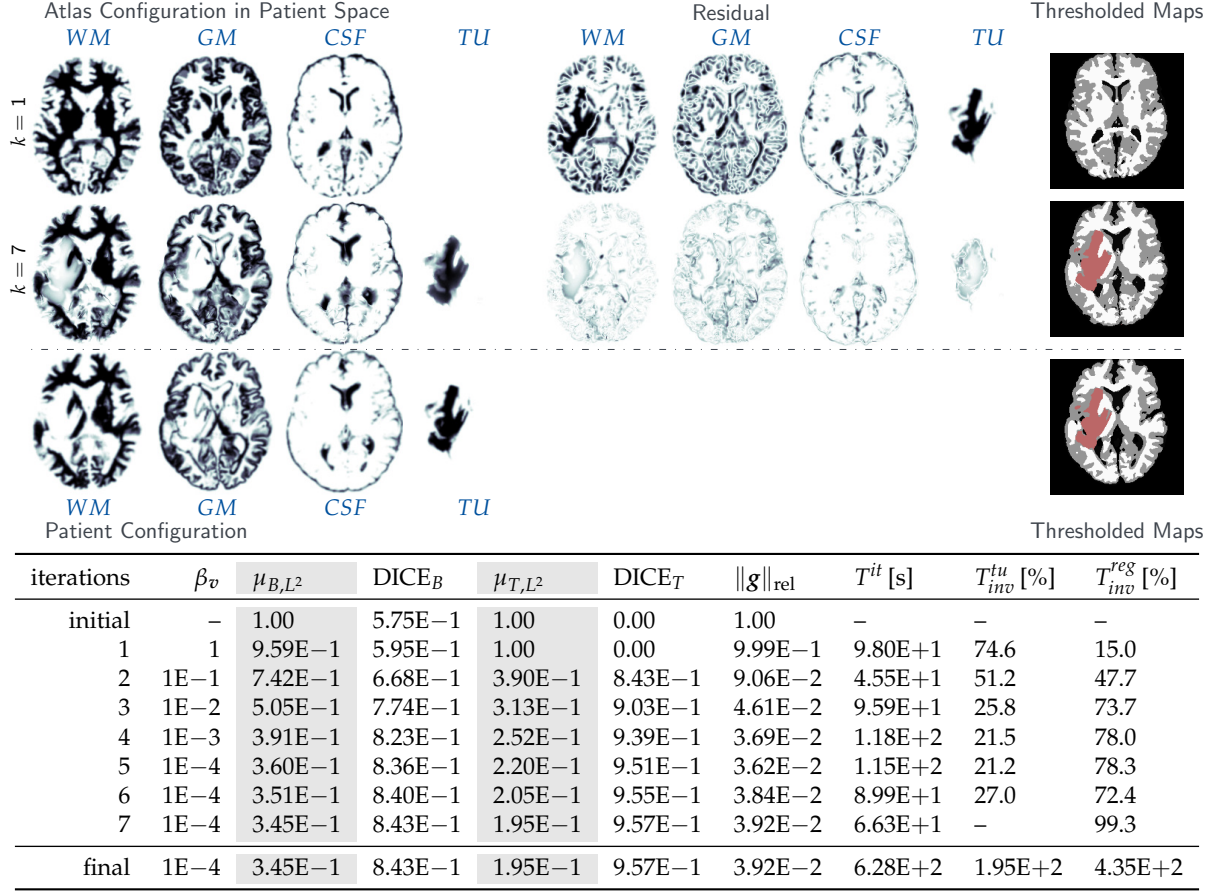 Atlas Configuration in Patient Space Residual Thresholded Maps
WM GM CSF TU WM GM CSF TU
k = 1
k = 7
WM GM CSF TU
Patient Configuration Thresholded Maps
iterations β_v μ_{B,L²} DICE_B μ_{T,L²} DICE_T ‖g‖_rel T^{it} [s] T^{tu}_{inv} [%] T^{reg}_{inv} [%]
initial – 1.00 5.75E−1 1.00 0.00 1.00 – – –
1 1 9.59E−1 5.95E−1 1.00 0.00 9.99E−1 9.80E+1 74.6 15.0
2 1E−1 7.42E−1 6.68E−1 3.90E−1 8.43E−1 9.06E−2 4.55E+1 51.2 47.7
3 1E−2 5.05E−1 7.74E−1 3.13E−1 9.03E−1 4.61E−2 9.59E+1 25.8 73.7
4 1E−3 3.91E−1 8.23E−1 2.52E−1 9.39E−1 3.69E−2 1.18E+2 21.5 78.0
5 1E−4 3.60E−1 8.36E−1 2.20E−1 9.51E−1 3.62E−2 1.15E+2 21.2 78.3
6 1E−4 3.51E−1 8.40E−1 2.05E−1 9.55E−1 3.84E−2 8.99E+1 27.0 72.4
7 1E−4 3.45E−1 8.43E−1 1.95E−1 9.57E−1 3.92E−2 6.63E+1 – 99.3
final 1E−4 3.45E−1 8.43E−1 1.95E−1 9.57E−1 3.92E−2 6.28E+2 1.95E+2 4.35E+2